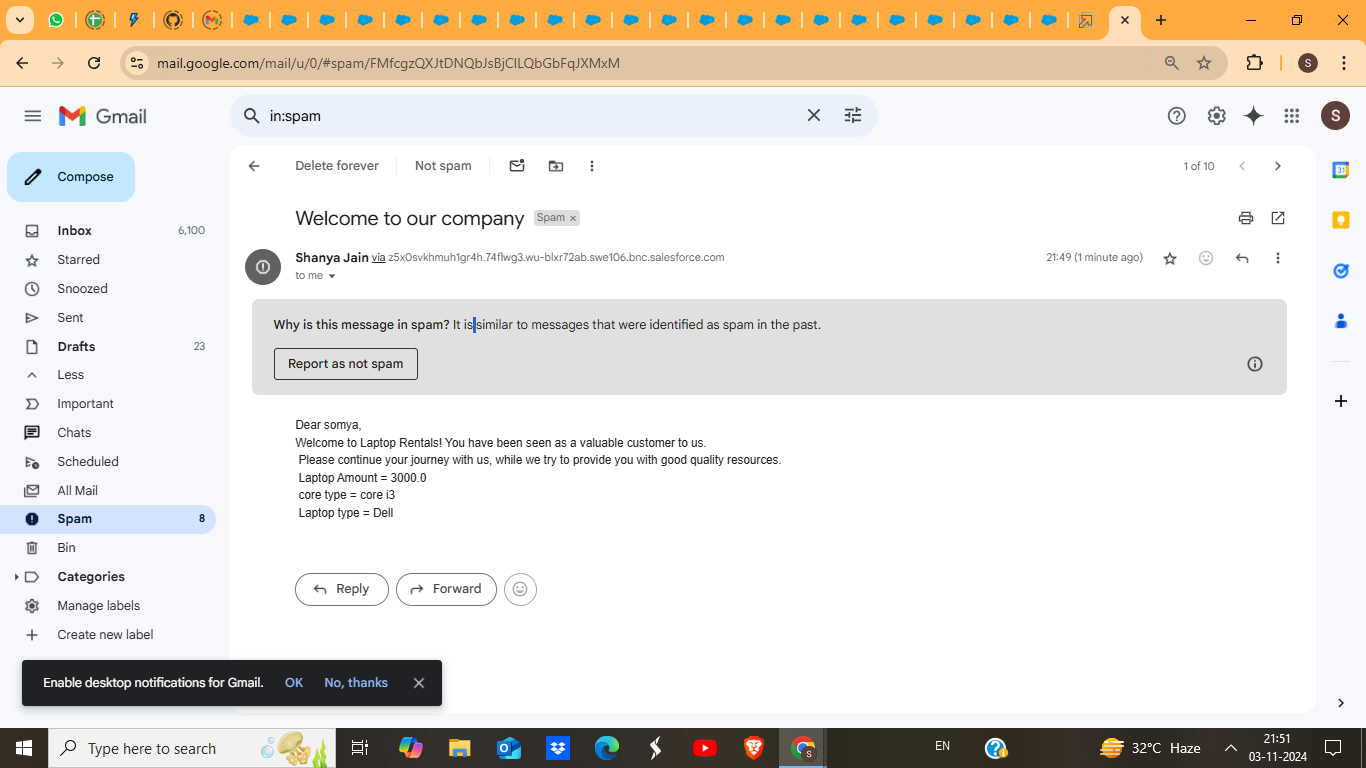 mail.google.com/mail/u/0/#spam/FMfcgzQXJtDNQbJsBjClLQbGbFqJXMxM
S
Gmail
in:spam
S
Compose
Delete forever
Not spam
1 of 10
Welcome to our company
Spam ×
Inbox 6,100
Starred
Snoozed
Sent
Drafts 23
Less
Important
Chats
Scheduled
All Mail
Spam 8
Bin
Categories
Manage labels
Create new label
Shanya Jain via z5x0svkhmuh1gr4h.74flwg3.wu-blxr72ab.swe106.bnc.salesforce.com
21:49 (1 minute ago)
to me
Why is this message in spam? It is similar to messages that were identified as spam in the past.
Report as not spam
Dear somya,
Welcome to Laptop Rentals! You have been seen as a valuable customer to us.
Please continue your journey with us, while we try to provide you with good quality resources.
Laptop Amount = 3000.0
core type = core i3
Laptop type = Dell
Reply
Forward
31
Enable desktop notifications for Gmail. OK No, thanks
Type here to search
EN
32°C Haze
21:51
03-11-2024